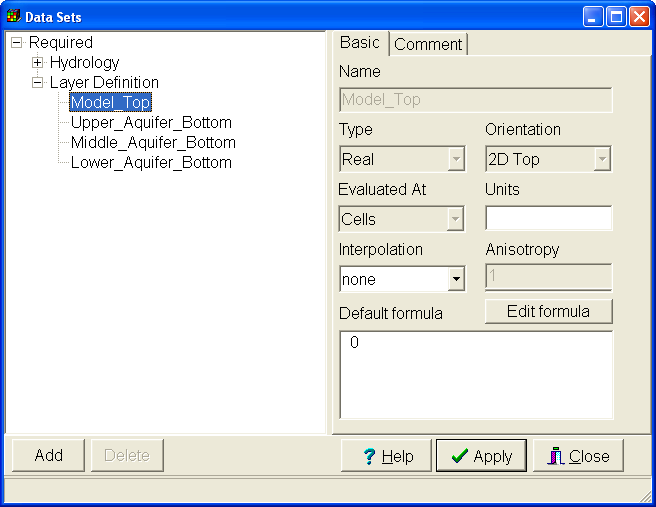 Data Sets
Required
Hydrology
Layer Definition
Model_Top
Upper_Aquifer_Bottom
Middle_Aquifer_Bottom
Lower_Aquifer_Bottom
Basic Comment
Name
Model_Top
Type Orientation
Real 2D Top
Evaluated At Units
Cells
Interpolation Anisotropy
none 1
Default formula Edit formula
0
Add Delete ? Help Apply Close